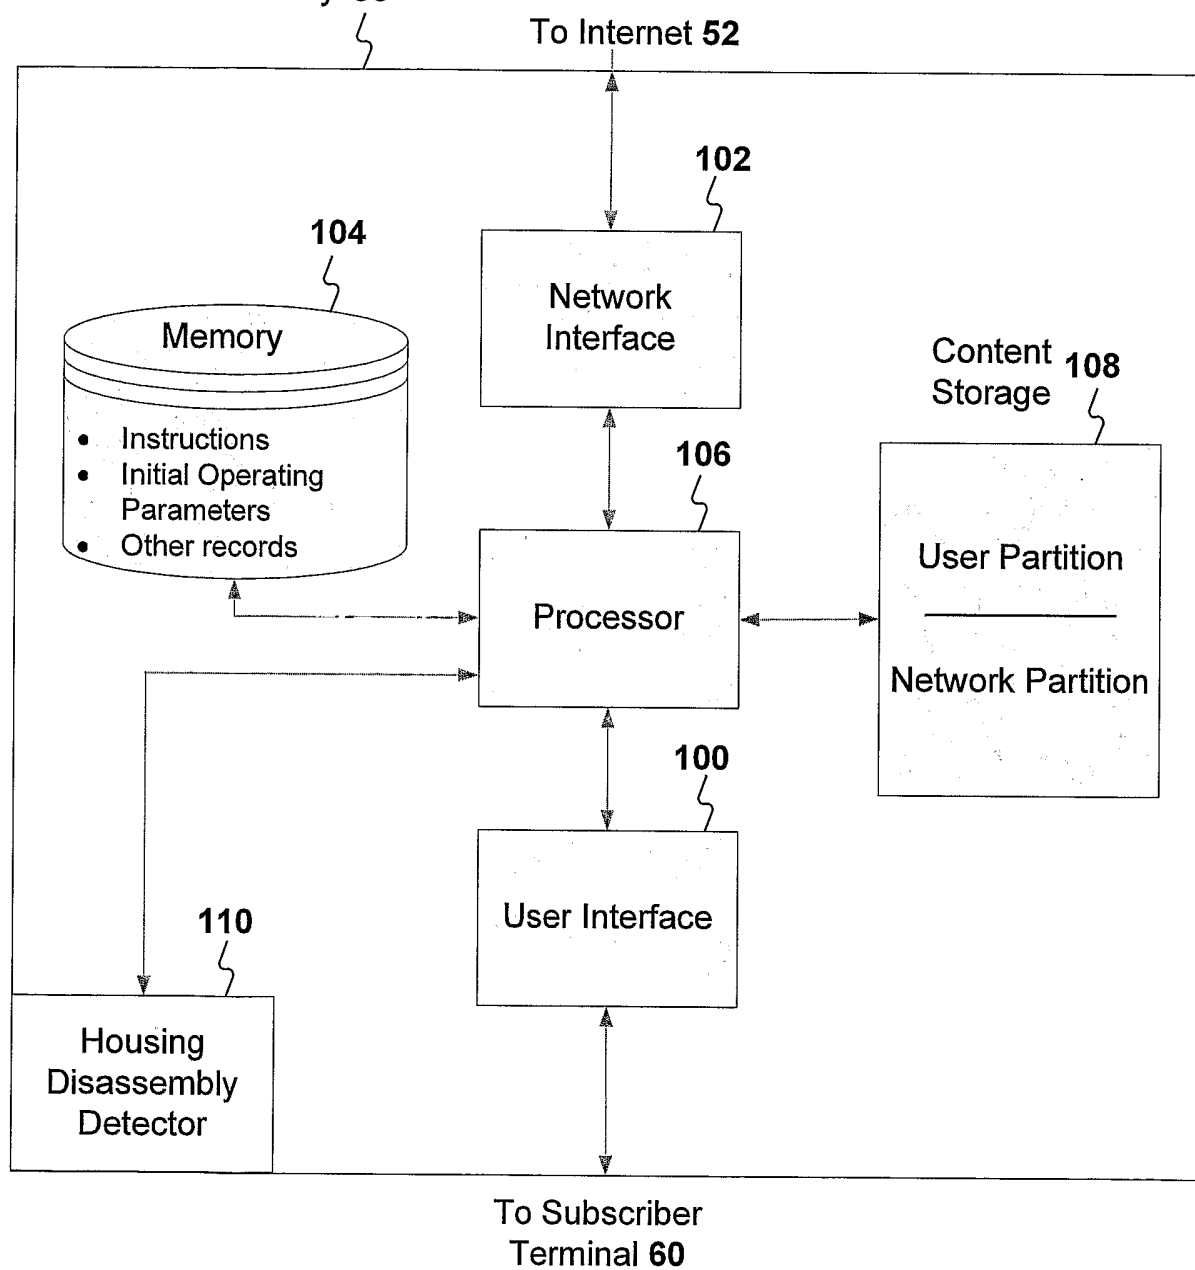 To Internet 52
102
104
Network
Interface
Memory
Content
Storage 108
• Instructions
• Initial Operating
Parameters
• Other records
106
User Partition
Processor
Network Partition
100
User Interface
110
Housing
Disassembly
Detector
To Subscriber
Terminal 60